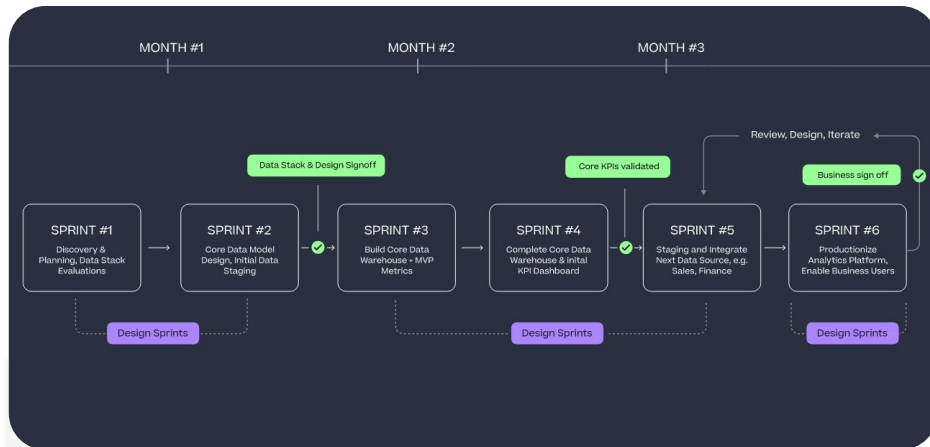 MONTH #1
MONTH #2
MONTH #3
Review, Design, Iterate
Data Stack & Design Signoff
Core KPIs validated
Business sign off
SPRINT #1
Discovery &
Planning, Data Stack
Evaluations
SPRINT #2
Core Data Model
Design, Initial Data
Staging
SPRINT #3
Build Core Data
Warehouse + MVP
Metrics
SPRINT #4
Complete Core Data
Warehouse & inital
KPI Dashboard
SPRINT #5
Staging and Integrate
Next Data Source, e.g.
Sales, Finance
SPRINT #6
Productionize
Analytics Platform,
Enable Business Users
Design Sprints
Design Sprints
Design Sprints